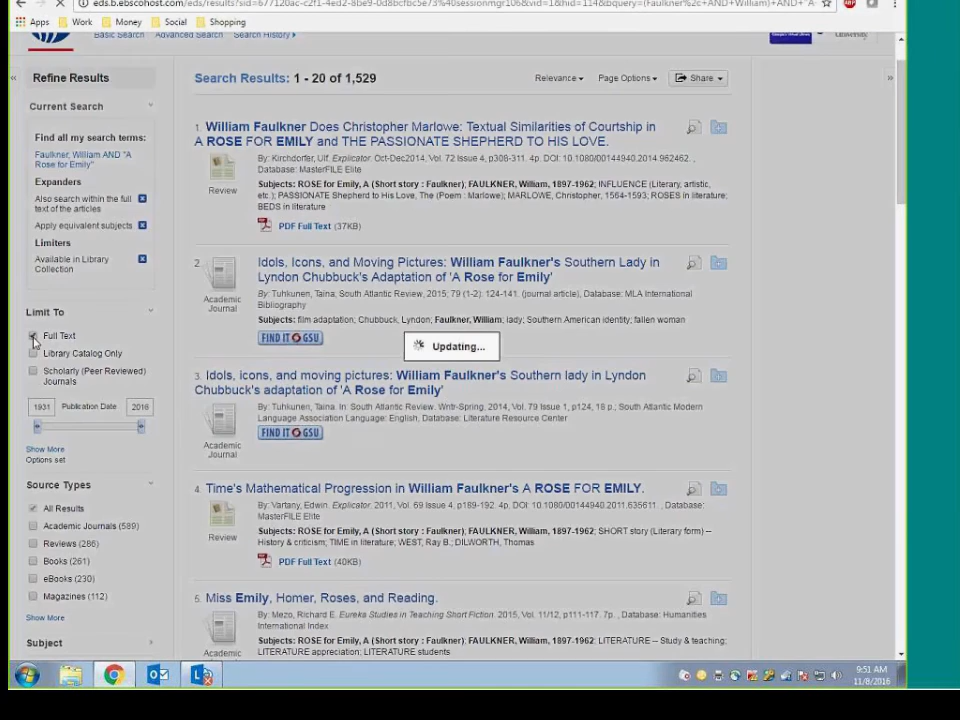 eds.b.ebscohost.com/eds/results?sid=677120ac-c2f1-4ed2-8be9-0d8bcfbc5e73%40sessionmgr106&vid=1&hid=114&bquery=(Faulkner%2c+AND+William)+AND+"A-
Apps Work Money Social Shopping
Basic Search Advanced Search Search History
University
Refine Results
Current Search
Find all my search terms:
Faulkner, William AND "A
Rose for Emily"
Expanders
Also search within the full
text of the articles
Apply equivalent subjects
Limiters
Available in Library
Collection
Limit To
Full Text
Library Catalog Only
Scholarly (Peer Reviewed)
Journals
1931 Publication Date 2016
Show More
Options set
Source Types
All Results
Academic Journals (589)
Reviews (286)
Books (261)
eBooks (230)
Magazines (112)
Show More
Subject
Search Results: 1 - 20 of 1,529
Relevance Page Options Share
1. William Faulkner Does Christopher Marlowe: Textual Similarities of Courtship in
A ROSE FOR EMILY and THE PASSIONATE SHEPHERD TO HIS LOVE.
Review
By: Kirchdorfer, Ulf. Explicator. Oct-Dec2014, Vol. 72 Issue 4, p308-311. 4p. DOI: 10.1080/00144940.2014.962462. ,
Database: MasterFILE Elite
Subjects: ROSE for Emily, A (Short story : Faulkner); FAULKNER, William, 1897-1962; INFLUENCE (Literary, artistic,
etc.); PASSIONATE Shepherd to His Love, The (Poem : Marlowe); MARLOWE, Christopher, 1564-1593; ROSES in literature;
BEDS in literature
PDF Full Text (37KB)
2. Idols, Icons, and Moving Pictures: William Faulkner's Southern Lady in
Lyndon Chubbuck's Adaptation of 'A Rose for Emily'
Academic
Journal
By: Tuhkunen, Taina, South Atlantic Review, 2015; 79 (1-2): 124-141. (journal article), Database: MLA International
Bibliography
Subjects: film adaptation; Chubbuck, Lyndon; Faulkner, William; lady; Southern American identity; fallen woman
FIND IT @ GSU
Updating...
3. Idols, icons, and moving pictures: William Faulkner's Southern lady in Lyndon
Chubbuck's adaptation of 'A Rose for Emily'
Academic
Journal
By: Tuhkunen, Taina. In: South Atlantic Review. Wntr-Spring, 2014, Vol. 79 Issue 1, p124, 18 p.; South Atlantic Modern
Language Association Language: English, Database: Literature Resource Center
FIND IT @ GSU
4. Time's Mathematical Progression in William Faulkner's A ROSE FOR EMILY.
Review
By: Vartany, Edwin. Explicator. 2011, Vol. 69 Issue 4, p189-192. 4p. DOI: 10.1080/00144940.2011.635611. , Database:
MasterFILE Elite
Subjects: ROSE for Emily, A (Short story : Faulkner); FAULKNER, William, 1897-1962; SHORT story (Literary form) --
History & criticism; TIME in literature; WEST, Ray B.; DILWORTH, Thomas
PDF Full Text (40KB)
5. Miss Emily, Homer, Roses, and Reading.
Academic
By: Mezo, Richard E. Eureka Studies in Teaching Short Fiction. 2015, Vol. 11/12, p111-117. 7p. , Database: Humanities
International Index
Subjects: ROSE for Emily, A (Short story : Faulkner); FAULKNER, William, 1897-1962; LITERATURE -- Study & teaching;
LITERATURE appreciation; LITERATURE students
9:51 AM
11/8/2016